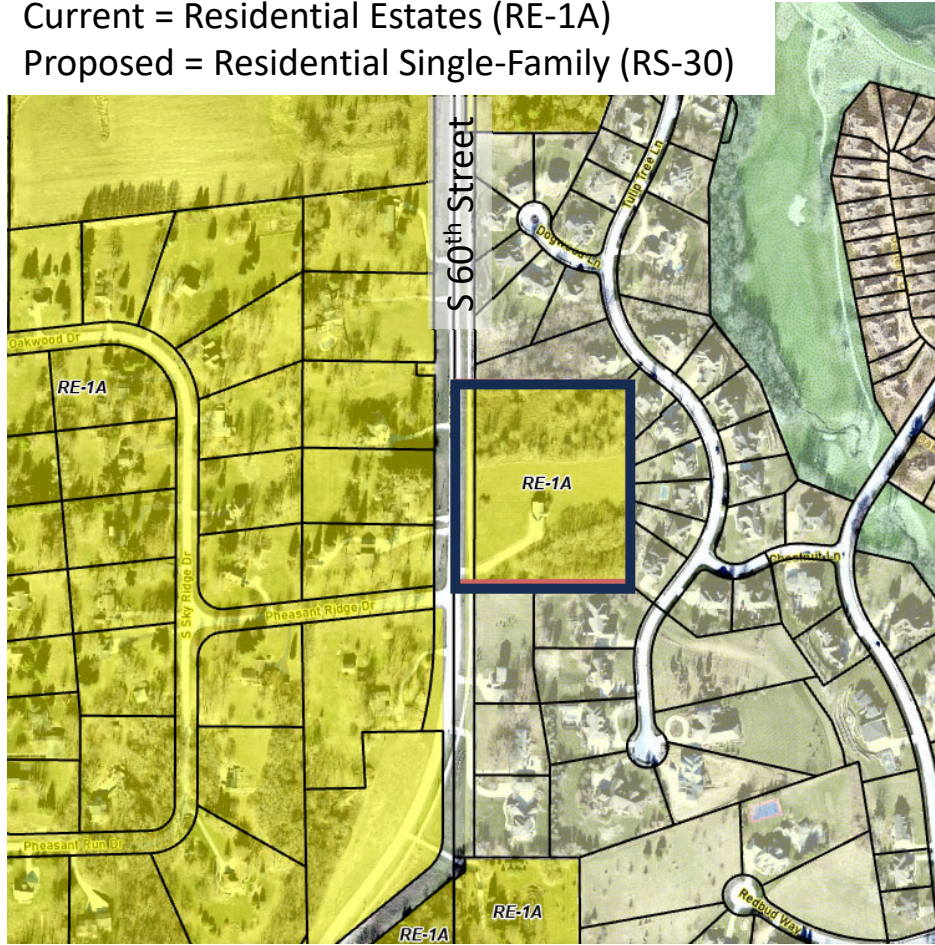 Current = Residential Estates (RE-1A)
Proposed = Residential Single-Family (RS-30)
S 60th Street
Tulip Tree Ln
Dogwood Ln
Oakwood Dr
RE-1A
RE-1A
Chestnut Ln
S Sky Ridge Dr
Pheasant Ridge Dr
Pheasant Run Dr
Redbud Way
RE-1A
RE-1A